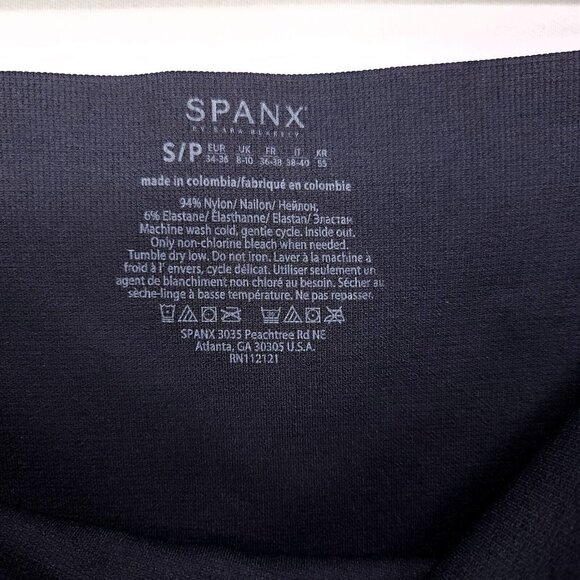 SPANX®
BY SARA BLAKELY
S/P EUR 34-36 UK 8-10 FR 36-38 IT 38-40 KR 55
made in colombia/fabriqué en colombie
94% Nylon/ Nailon/ Нейлон,
6% Elastane/ Élasthanne/ Elastan/ Эластан
Machine wash cold, gentle cycle. Inside out.
Only non-chlorine bleach when needed.
Tumble dry low. Do not iron. Laver à la machine à
froid à l' envers, cycle délicat. Utiliser seulement un
agent de blanchiment non chloré au besoin. Sécher au
sèche-linge à basse température. Ne pas repasser.
SPANX 3035 Peachtree Rd NE
Atlanta, GA 30305 U.S.A.
RN112121